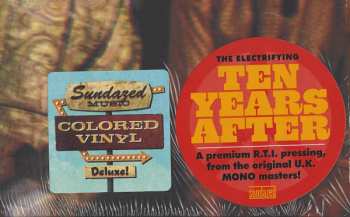 Sundazed
MUSIC
COLORED
VINYL
Deluxe!
THE ELECTRIFYING
TEN
YEARS
AFTER
A premium R.T.I. pressing,
from the original U.K.
MONO masters!
Sundazed